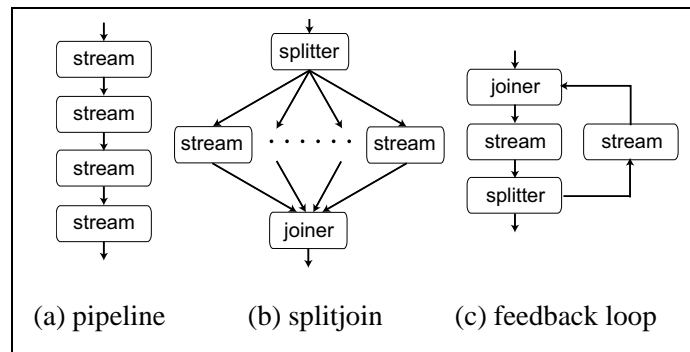 stream
stream
stream
stream
(a) pipeline
splitter
stream . . . . . . stream
joiner
(b) splitjoin
joiner
stream stream
splitter
(c) feedback loop